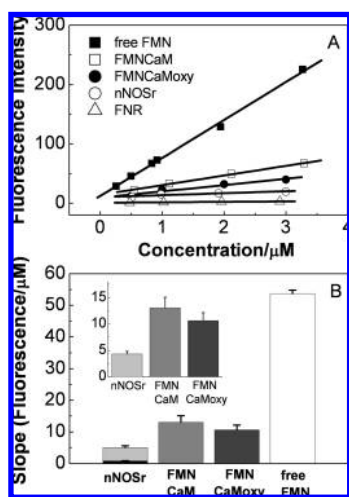 300
200
100
0
Fluorescence Intensity
A
free FMN
FMNCaM
FMNCaMoxy
nNOSr
FNR
0 1 2 3 4
Concentration/μM
60
50
40
30
20
10
0
Slope (Fluorescence/μM)
B
15
10
5
0
nNOSr FMN CaM FMN CaMoxy
nNOSr FMN CaM FMN CaMoxy free FMN